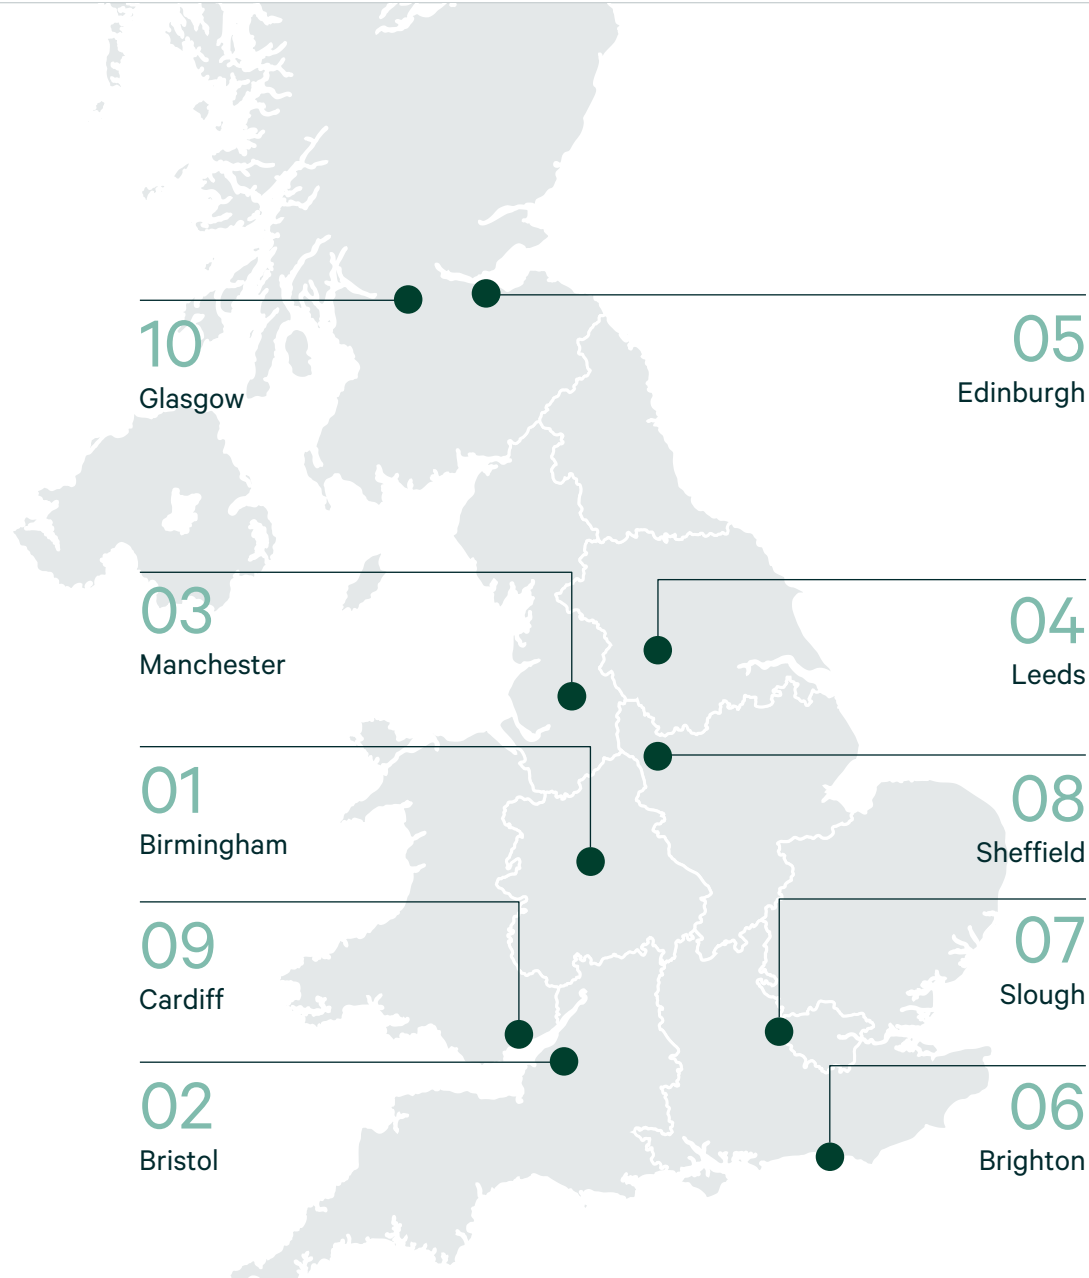 10
Glasgow
05
Edinburgh
03
Manchester
04
Leeds
01
Birmingham
08
Sheffield
09
Cardiff
07
Slough
02
Bristol
06
Brighton